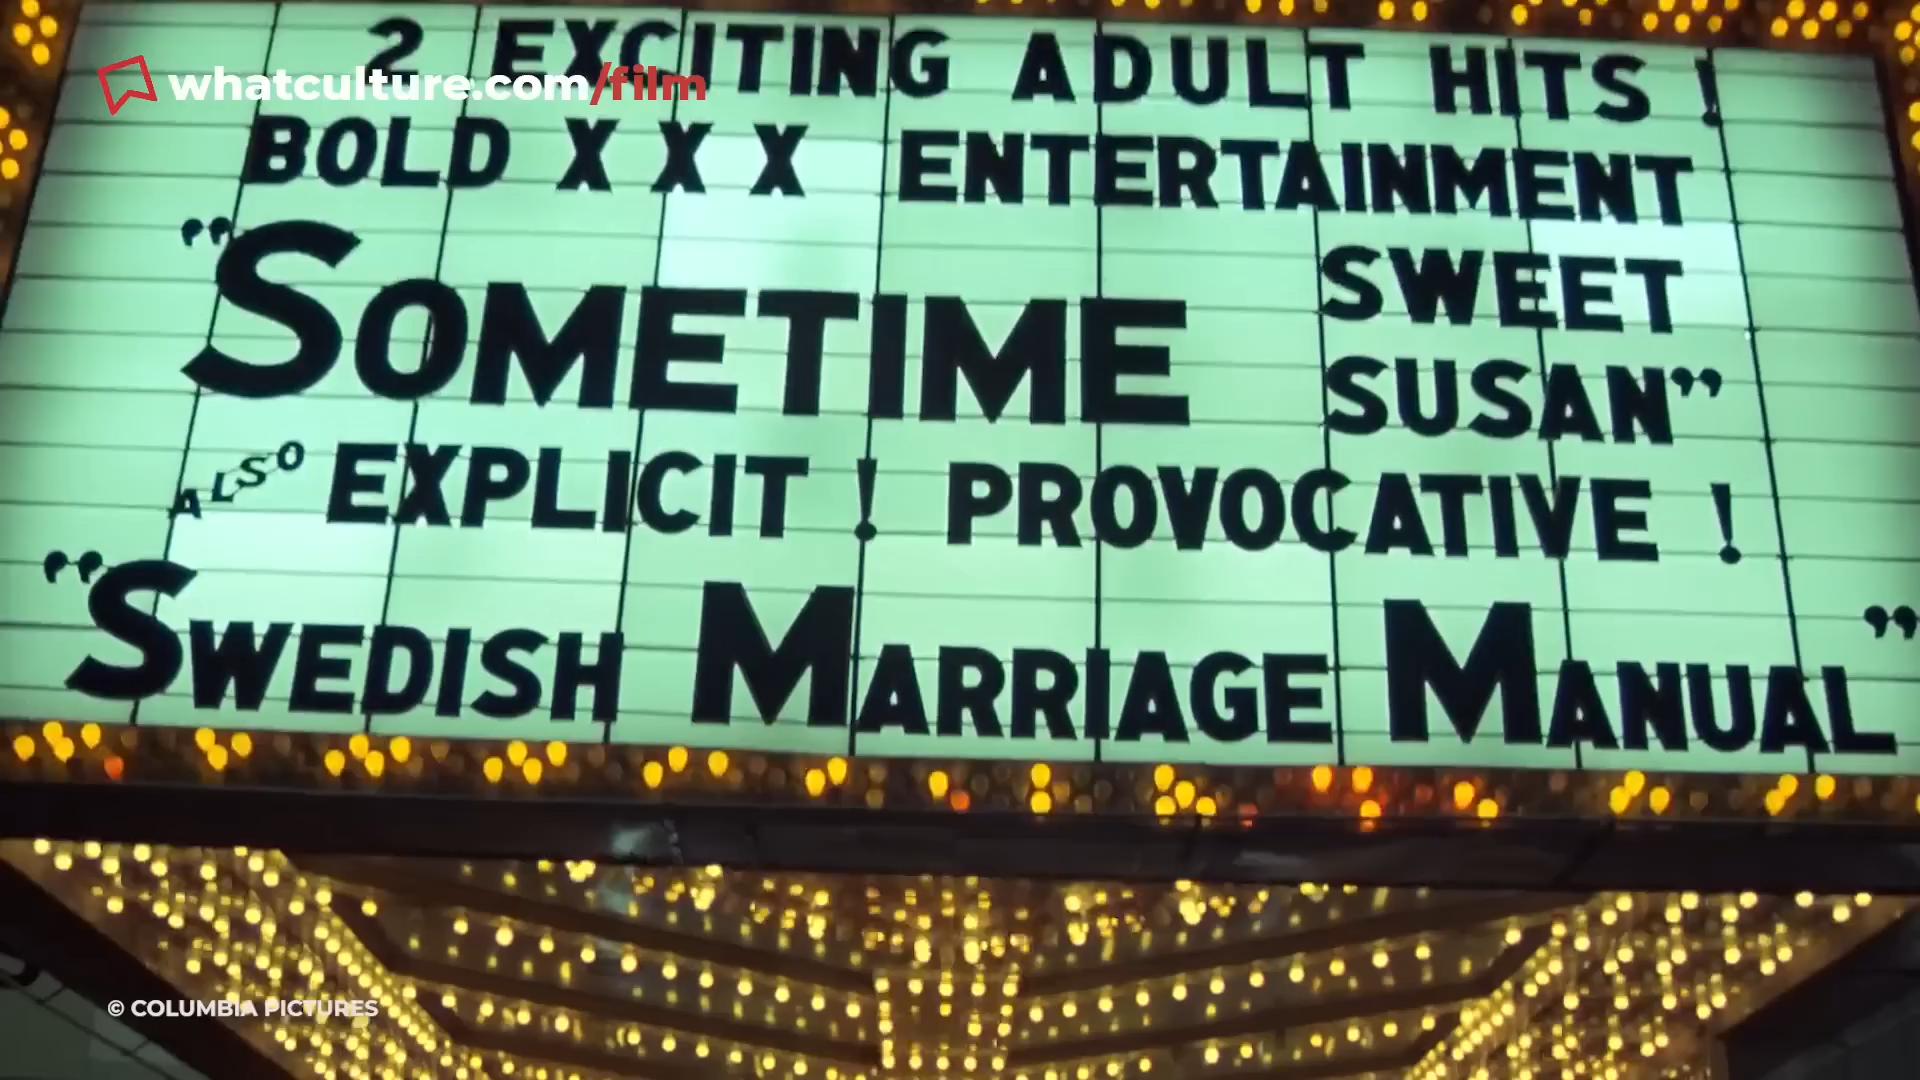 whatculture.com/film
2 EXCITING ADULT HITS !
BOLD X X X ENTERTAINMENT
"SOMETIME SWEET SUSAN"
ALSO EXPLICIT ! PROVOCATIVE !
"SWEDISH MARRIAGE MANUAL"
© COLUMBIA PICTURES